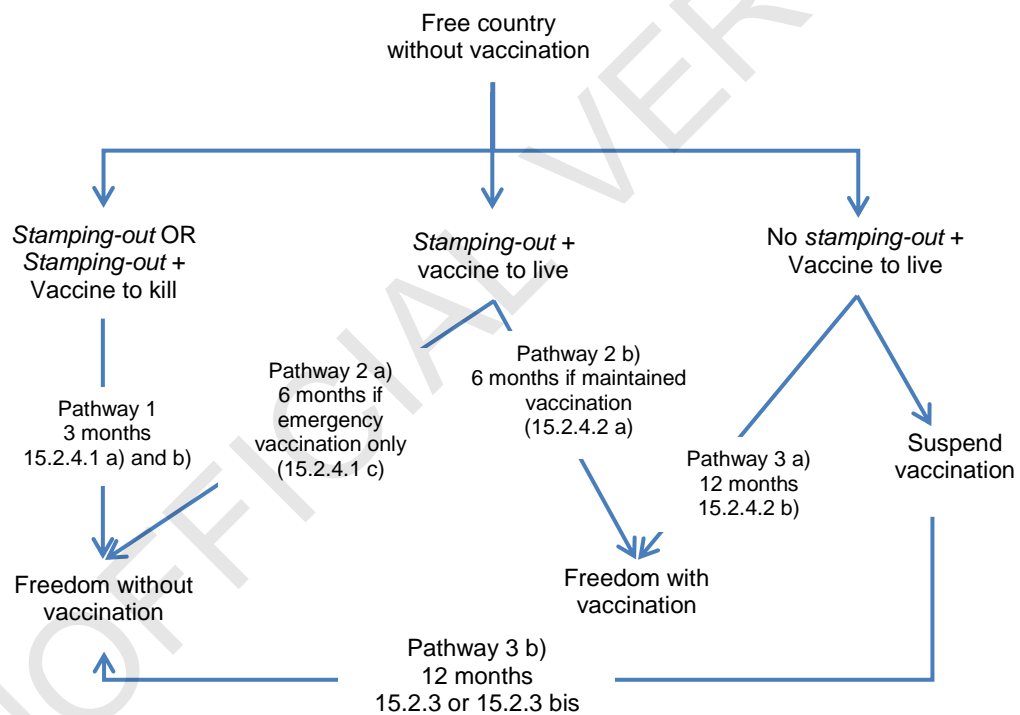 Free country
without vaccination
Stamping-out OR
Stamping-out +
Vaccine to kill
Stamping-out +
vaccine to live
No stamping-out +
Vaccine to live
Pathway 1
3 months
15.2.4.1 a) and b)
Pathway 2 a)
6 months if
emergency
vaccination only
(15.2.4.1 c)
Pathway 2 b)
6 months if maintained
vaccination
(15.2.4.2 a)
Pathway 3 a)
12 months
15.2.4.2 b)
Suspend
vaccination
Freedom without
vaccination
Freedom with
vaccination
Pathway 3 b)
12 months
15.2.3 or 15.2.3 bis
OFFICIAL VER